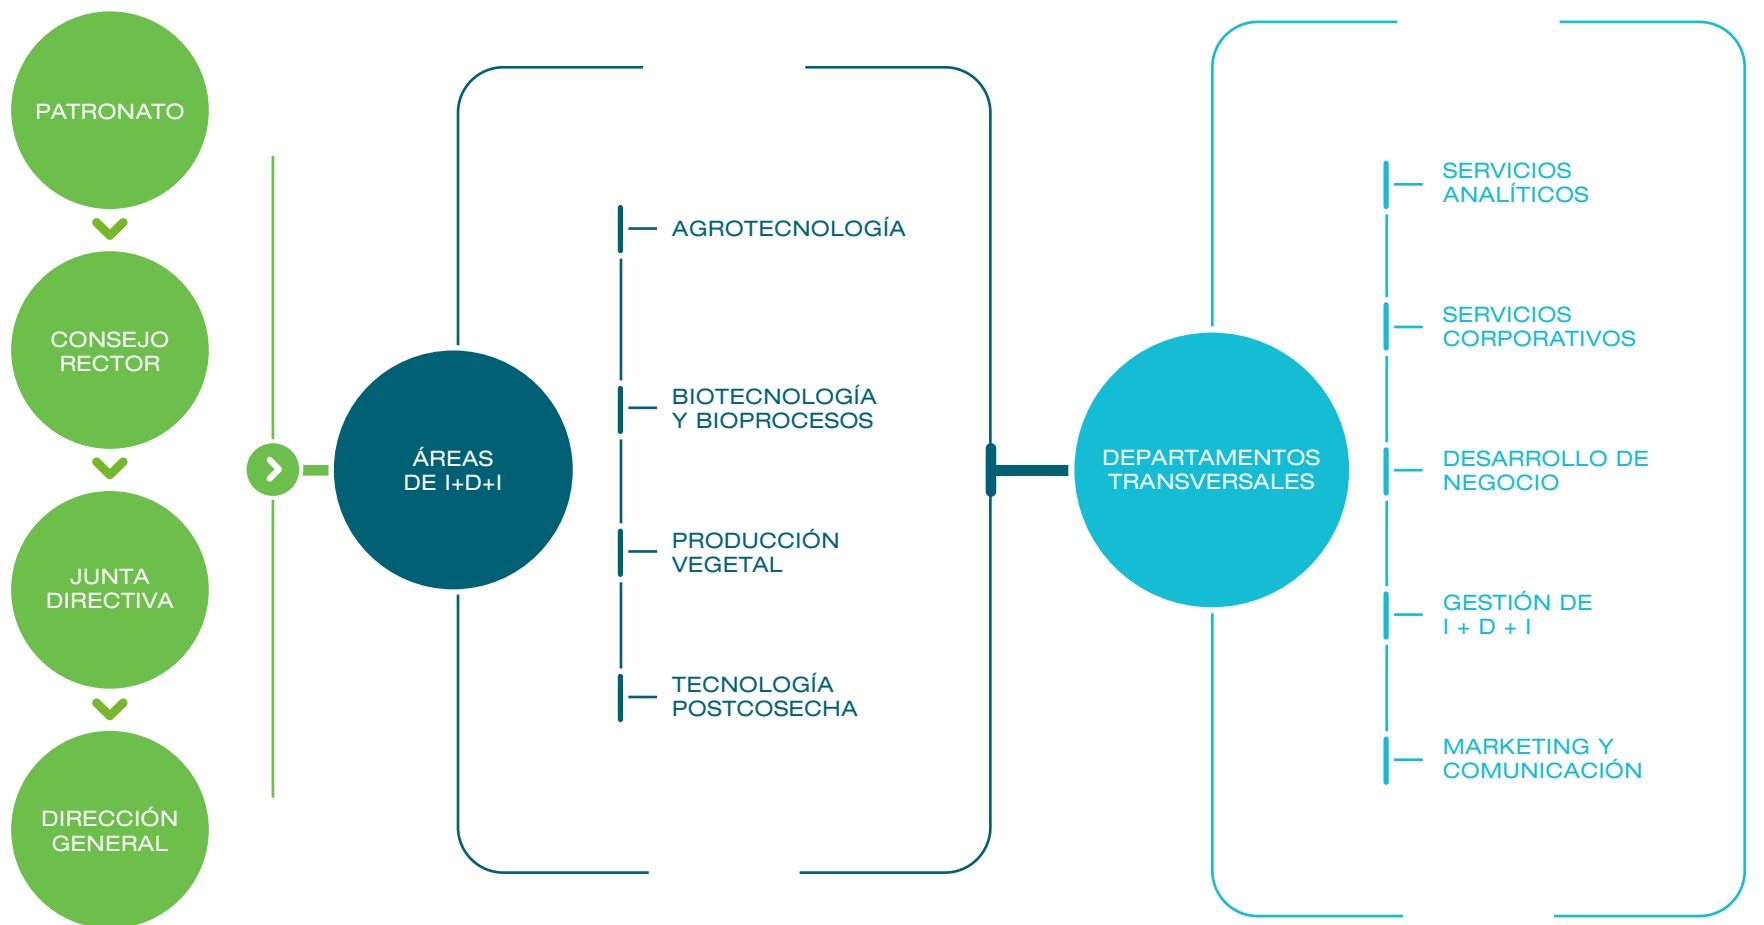 PATRONATO
CONSEJO
RECTOR
JUNTA
DIRECTIVA
DIRECCIÓN
GENERAL
ÁREAS
DE I+D+I
AGROTECNOLOGÍA
BIOTECNOLOGÍA
Y BIOPROCESOS
PRODUCCIÓN
VEGETAL
TECNOLOGÍA
POSTCOSECHA
DEPARTAMENTOS
TRANSVERSALES
SERVICIOS
ANALÍTICOS
SERVICIOS
CORPORATIVOS
DESARROLLO DE
NEGOCIO
GESTIÓN DE
I + D + I
MARKETING Y
COMUNICACIÓN